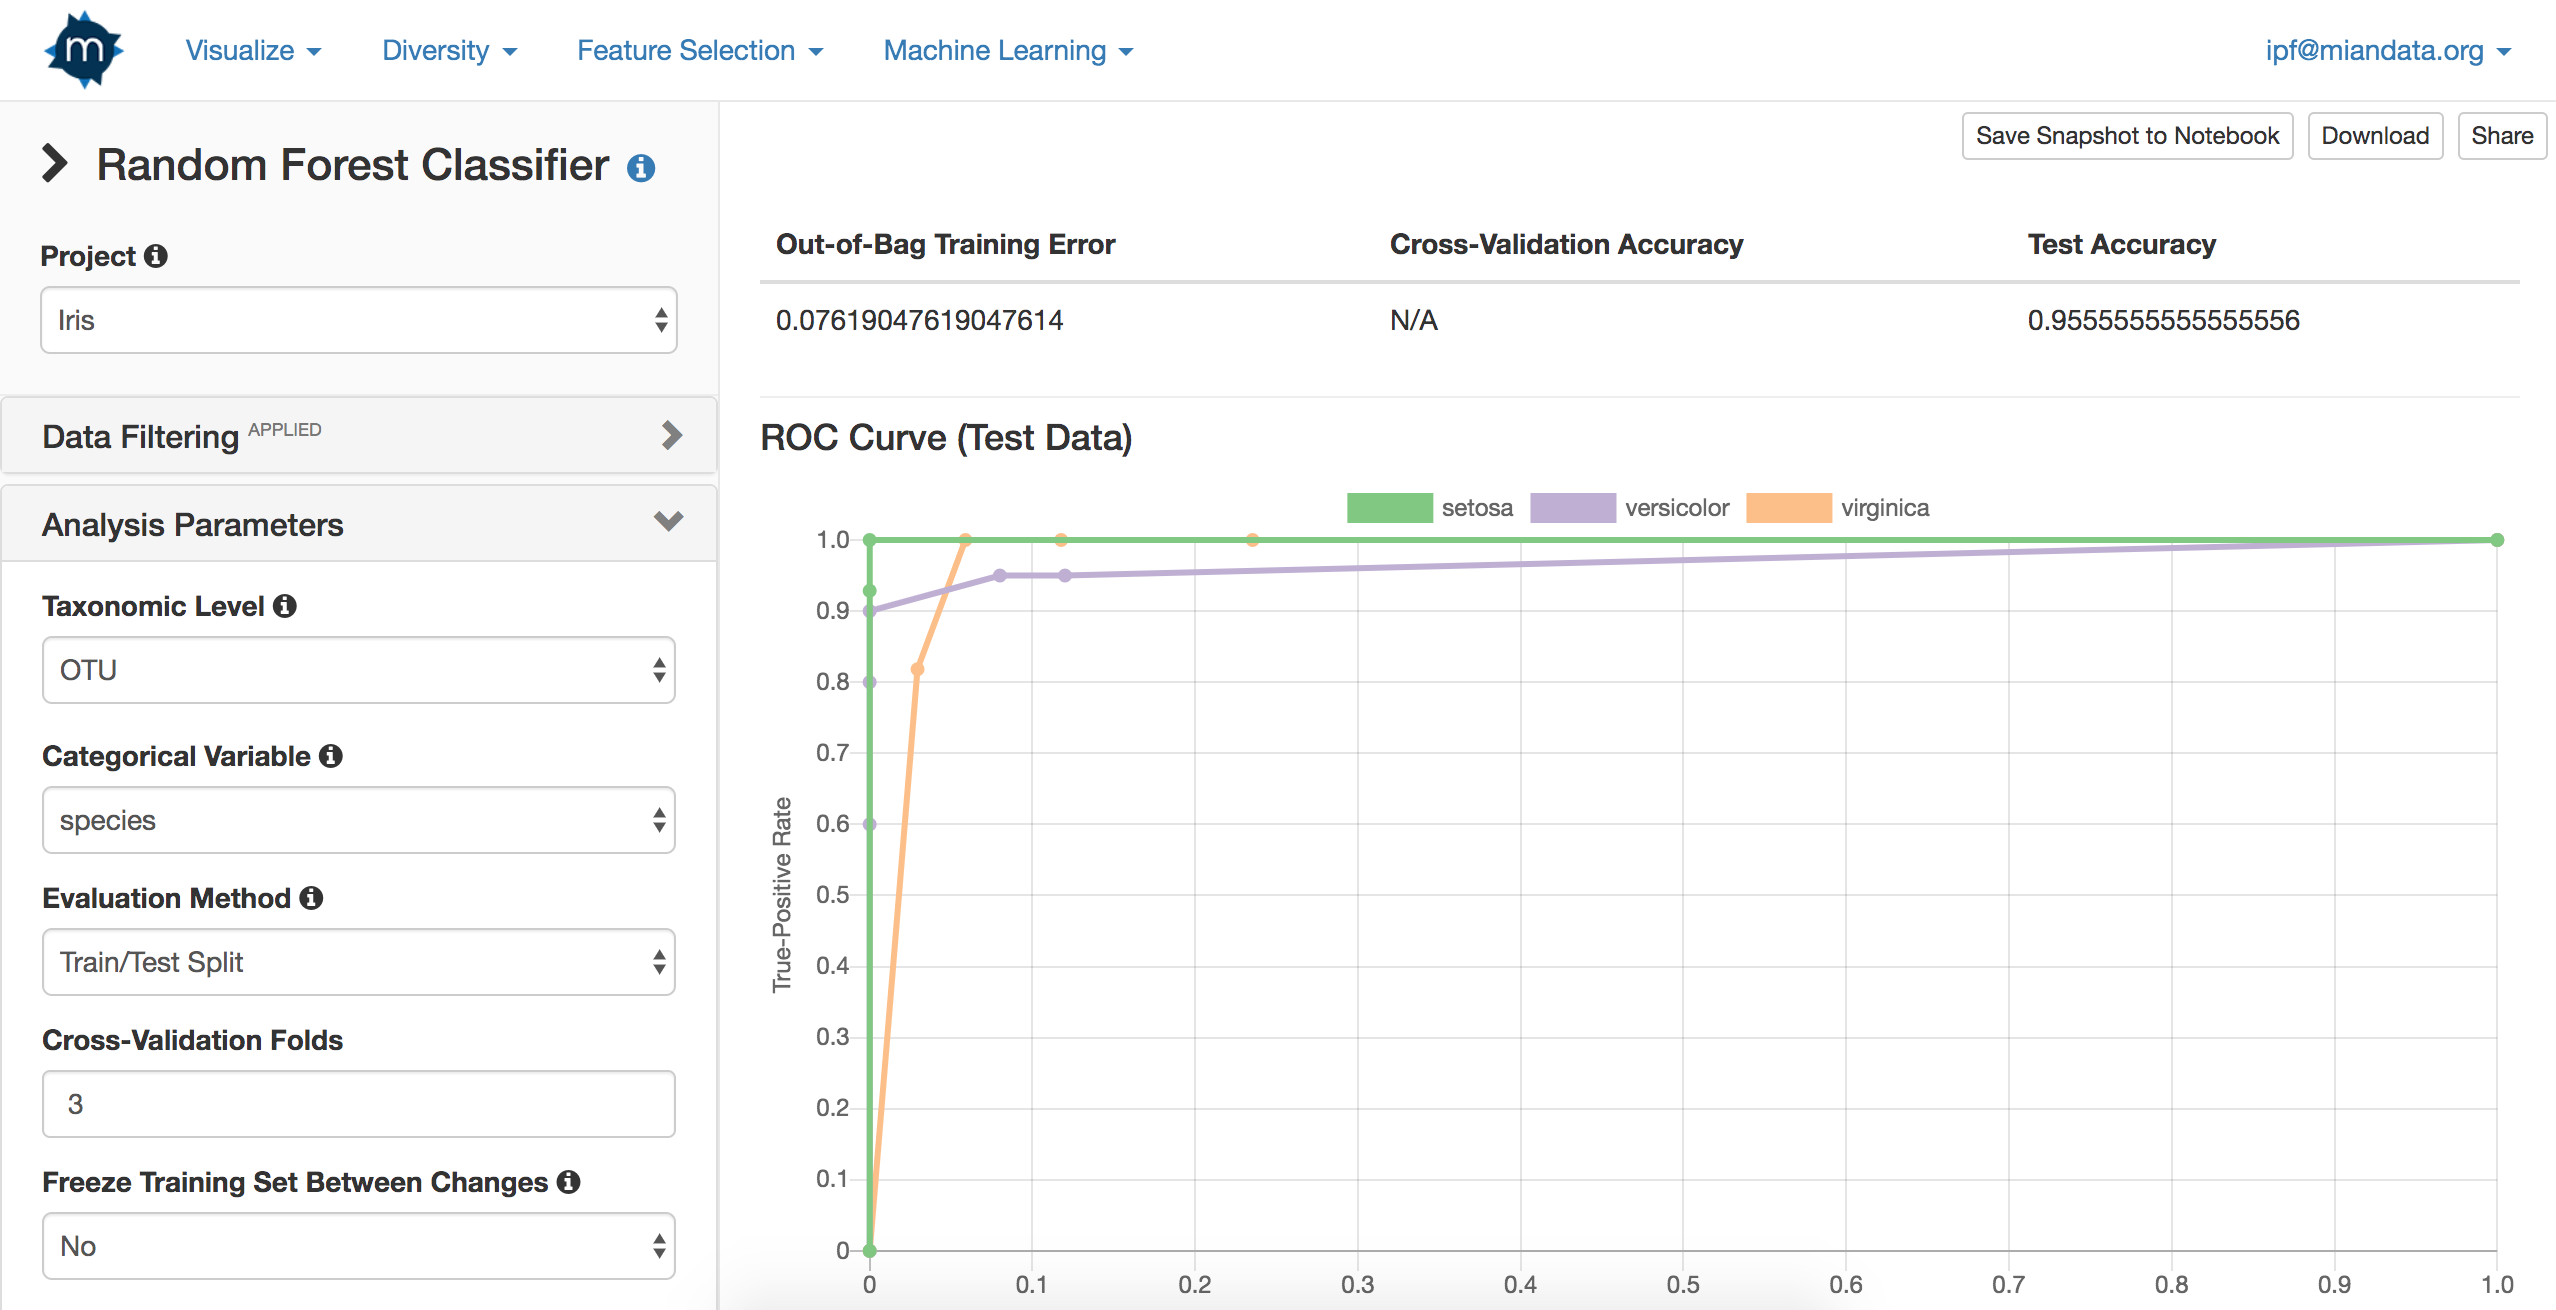 m
Visualize
Diversity
Feature Selection
Machine Learning
ipf@miandata.org
Random Forest Classifier
Project
Iris
Data Filtering APPLIED
Analysis Parameters
Taxonomic Level
OTU
Categorical Variable
species
Evaluation Method
Train/Test Split
Cross-Validation Folds
3
Freeze Training Set Between Changes
No
Save Snapshot to Notebook
Download
Share
Out-of-Bag Training Error
Cross-Validation Accuracy
Test Accuracy
0.07619047619047614
N/A
0.9555555555555556
ROC Curve (Test Data)
setosa
versicolor
virginica
True-Positive Rate
1.0
0.9
0.8
0.7
0.6
0.5
0.4
0.3
0.2
0.1
0
0
0.1
0.2
0.3
0.4
0.5
0.6
0.7
0.8
0.9
1.0